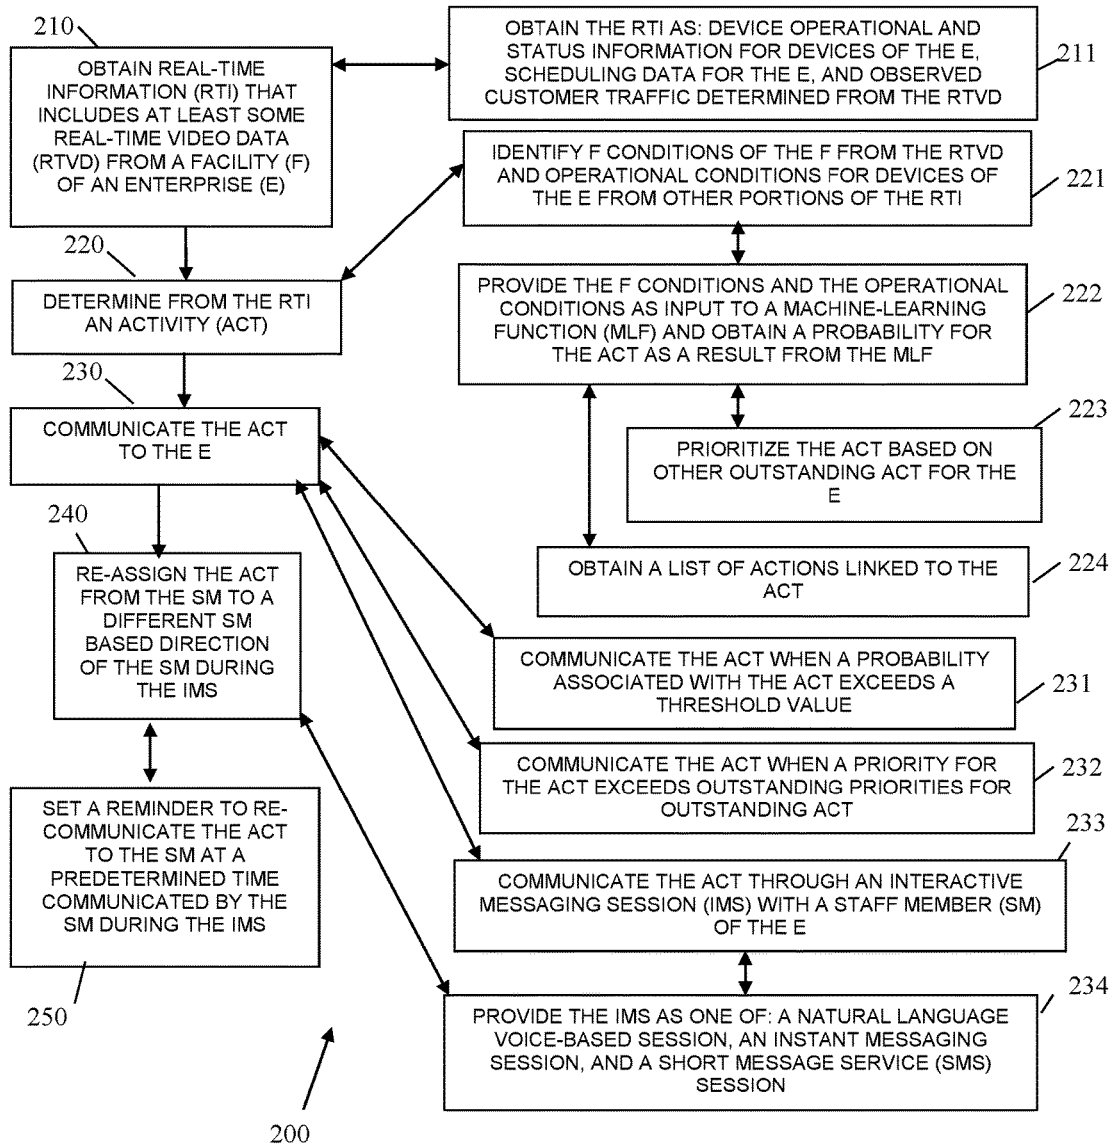 210
OBTAIN REAL-TIME
INFORMATION (RTI) THAT
INCLUDES AT LEAST SOME
REAL-TIME VIDEO DATA
(RTVD) FROM A FACILITY (F)
OF AN ENTERPRISE (E)
OBTAIN THE RTI AS: DEVICE OPERATIONAL AND
STATUS INFORMATION FOR DEVICES OF THE E,
SCHEDULING DATA FOR THE E, AND OBSERVED
CUSTOMER TRAFFIC DETERMINED FROM THE RTVD
211
IDENTIFY F CONDITIONS OF THE F FROM THE RTVD
AND OPERATIONAL CONDITIONS FOR DEVICES OF
THE E FROM OTHER PORTIONS OF THE RTI
221
220
DETERMINE FROM THE RTI
AN ACTIVITY (ACT)
PROVIDE THE F CONDITIONS AND THE OPERATIONAL
CONDITIONS AS INPUT TO A MACHINE-LEARNING
FUNCTION (MLF) AND OBTAIN A PROBABILITY FOR
THE ACT AS A RESULT FROM THE MLF
222
230
COMMUNICATE THE ACT
TO THE E
223
PRIORITIZE THE ACT BASED ON
OTHER OUTSTANDING ACT FOR THE
E
240
RE-ASSIGN THE ACT
FROM THE SM TO A
DIFFERENT SM
BASED DIRECTION
OF THE SM DURING
THE IMS
OBTAIN A LIST OF ACTIONS LINKED TO THE
ACT
224
COMMUNICATE THE ACT WHEN A PROBABILITY
ASSOCIATED WITH THE ACT EXCEEDS A
THRESHOLD VALUE
231
COMMUNICATE THE ACT WHEN A PRIORITY FOR
THE ACT EXCEEDS OUTSTANDING PRIORITIES FOR
OUTSTANDING ACT
232
SET A REMINDER TO RE-
COMMUNICATE THE ACT
TO THE SM AT A
PREDETERMINED TIME
COMMUNICATED BY THE
SM DURING THE IMS
250
233
COMMUNICATE THE ACT THROUGH AN INTERACTIVE
MESSAGING SESSION (IMS) WITH A STAFF MEMBER (SM)
OF THE E
234
PROVIDE THE IMS AS ONE OF: A NATURAL LANGUAGE
VOICE-BASED SESSION, AN INSTANT MESSAGING
SESSION, AND A SHORT MESSAGE SERVICE (SMS)
SESSION
200